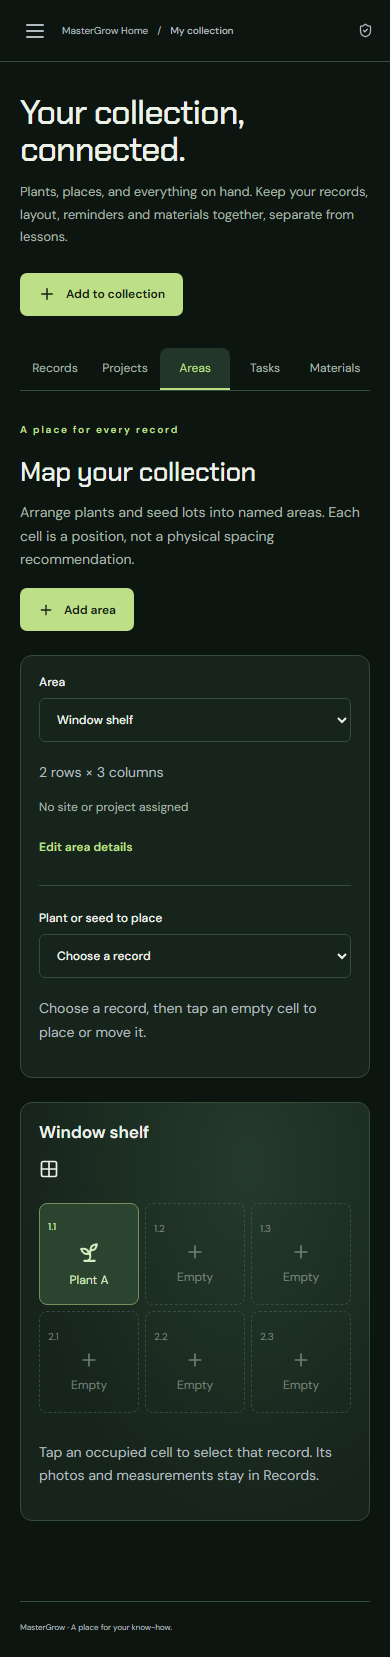 MasterGrow Home / My collection
Your collection,
connected.
Plants, places, and everything on hand. Keep your records,
layout, reminders and materials together, separate from
lessons.
Add to collection
Records Projects Areas Tasks Materials
A place for every record
Map your collection
Arrange plants and seed lots into named areas. Each
cell is a position, not a physical spacing
recommendation.
Add area
Area
Window shelf
2 rows × 3 columns
No site or project assigned
Edit area details
Plant or seed to place
Choose a record
Choose a record, then tap an empty cell to
place or move it.
Window shelf
1.1 1.2 1.3
Plant A Empty Empty
2.1 2.2 2.3
Empty Empty Empty
Tap an occupied cell to select that record. Its
photos and measurements stay in Records.
MasterGrow · A place for your know-how.